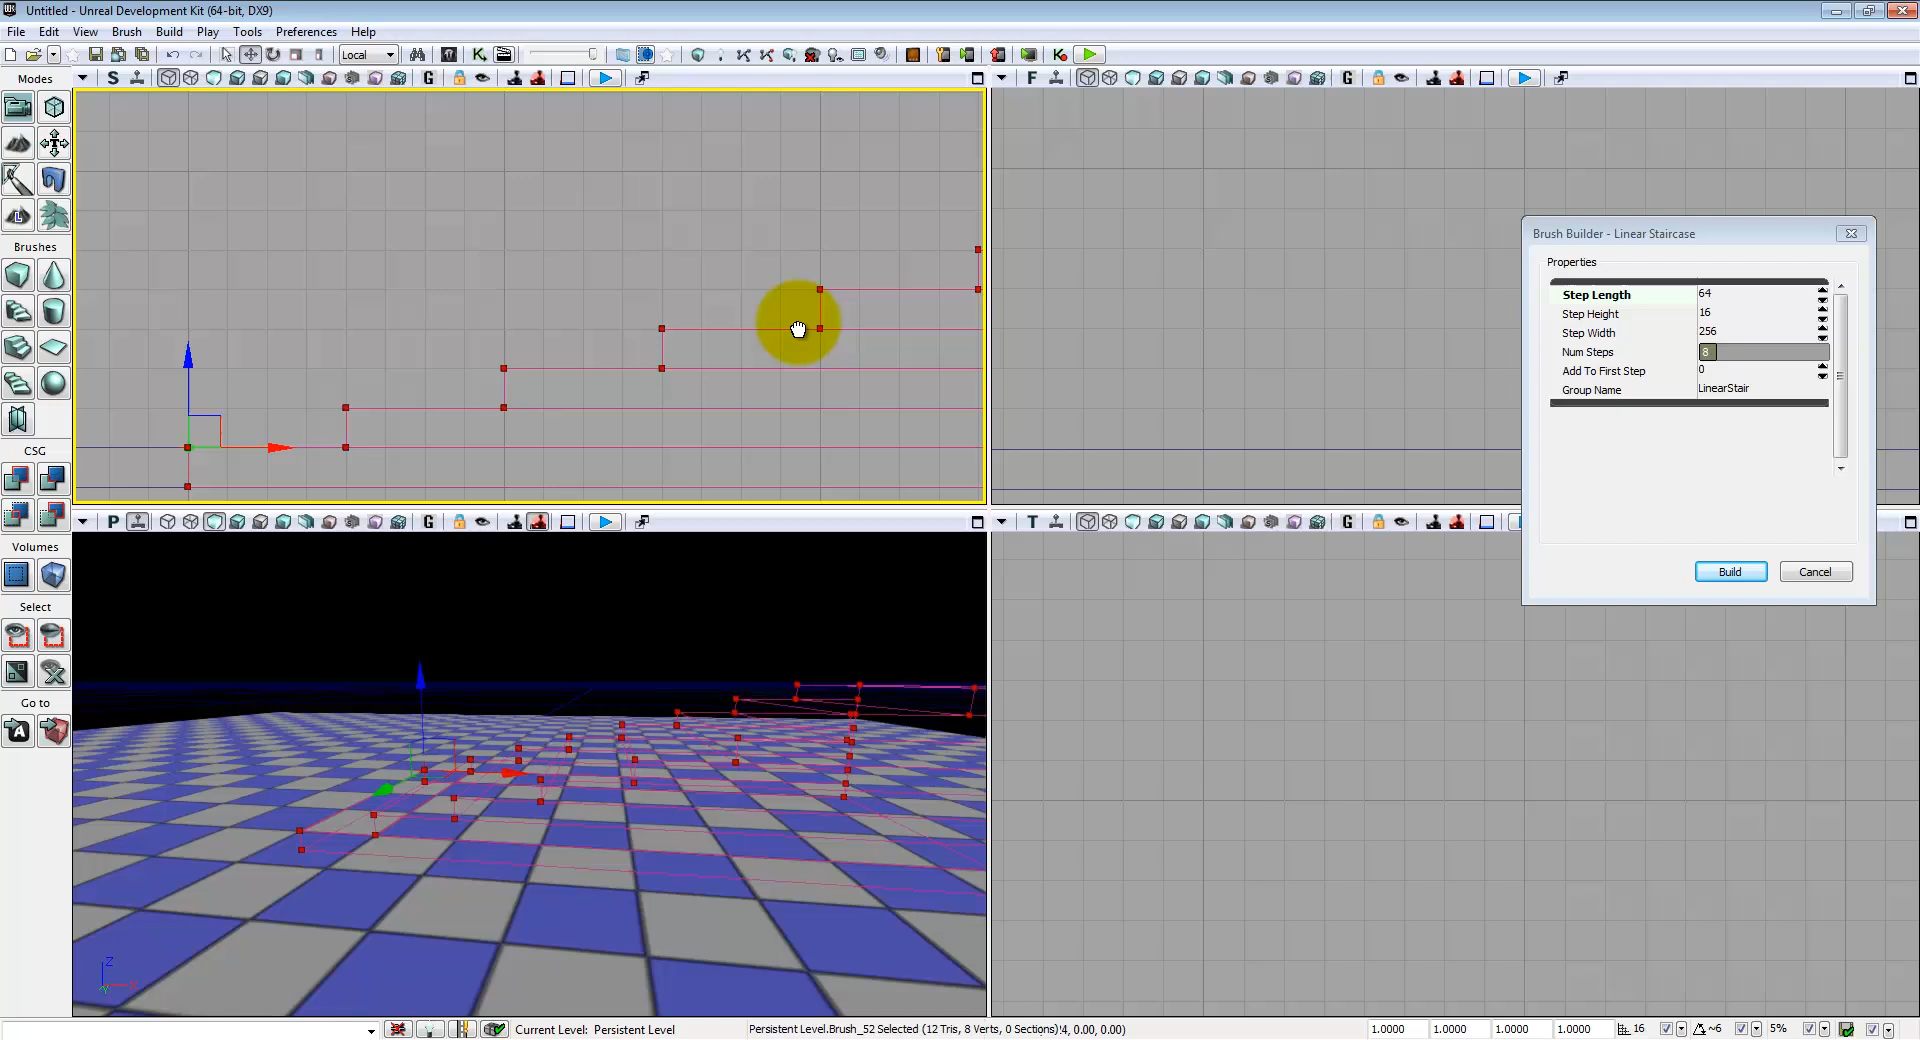 Untitled - Unreal Development Kit (64-bit, DX9)
File Edit View Brush Build Play Tools Preferences Help
Local
Modes
S G
F G
Brushes
CSG
Volumes
Select
Go to
P G
T G
Brush Builder - Linear Staircase
Properties
Step Length 64
Step Height 16
Step Width 256
Num Steps 8
Add To First Step 0
Group Name LinearStair
Build Cancel
Z
X
Current Level: Persistent Level
Persistent Level.Brush_52 Selected (12 Tris, 8 Verts, 0 Sections)!4, 0.00, 0.00)
1.0000 1.0000 1.0000 1.0000 16 ~6 5%